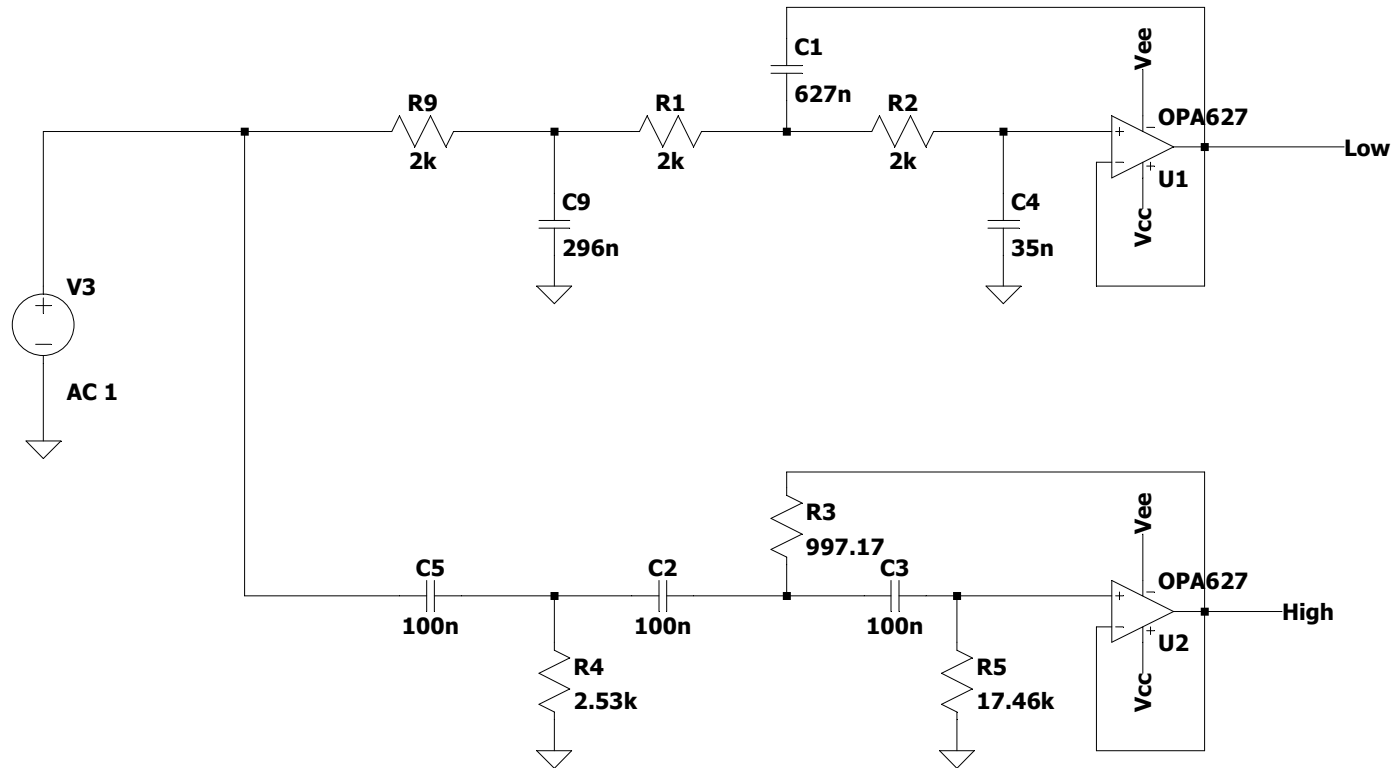 C1
627n
Vee
R9
2k
R1
2k
R2
2k
OPA627
+
−
−
+
U1
Low
C9
296n
C4
35n
Vcc
V3
+
−
AC 1
R3
997.17
Vee
C5
100n
C2
100n
C3
100n
OPA627
+
−
−
+
U2
High
R4
2.53k
R5
17.46k
Vcc